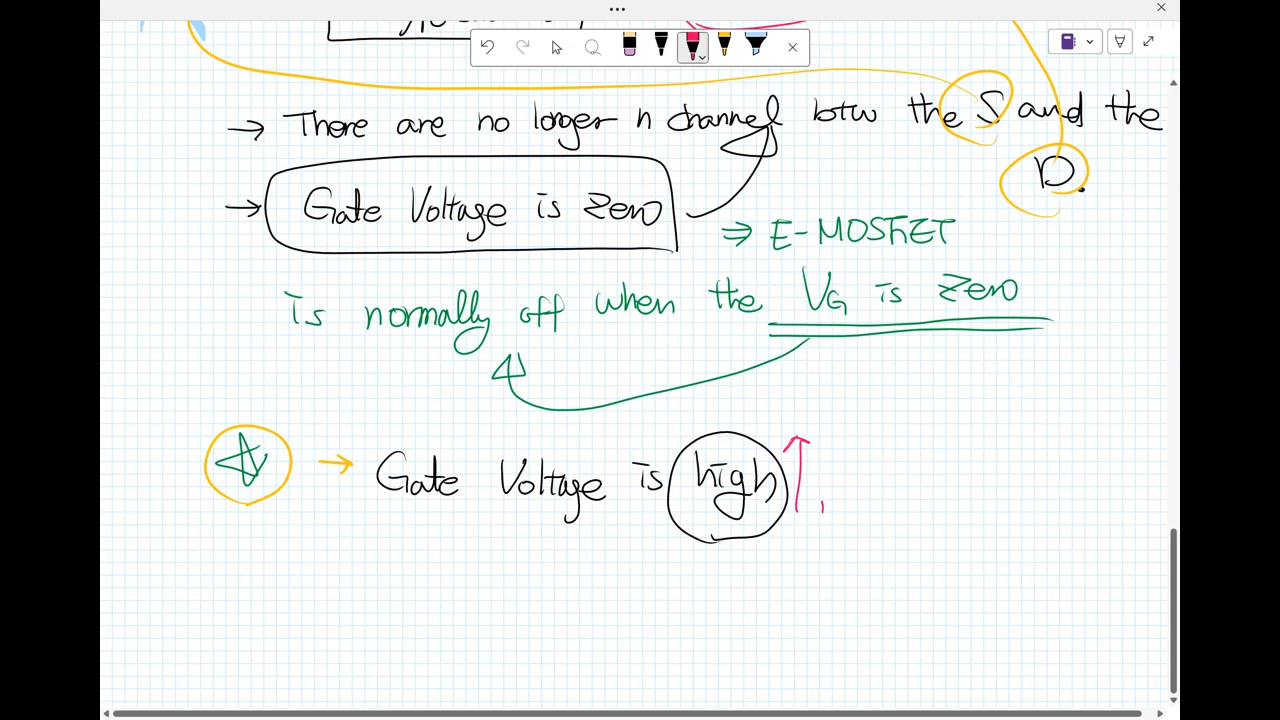 → There are no longer n channel btw the S and the
D.
→ Gate Voltage is zero
⇒ E-MOSFET
is normally off when the VG is zero
→ Gate Voltage is high ↑,